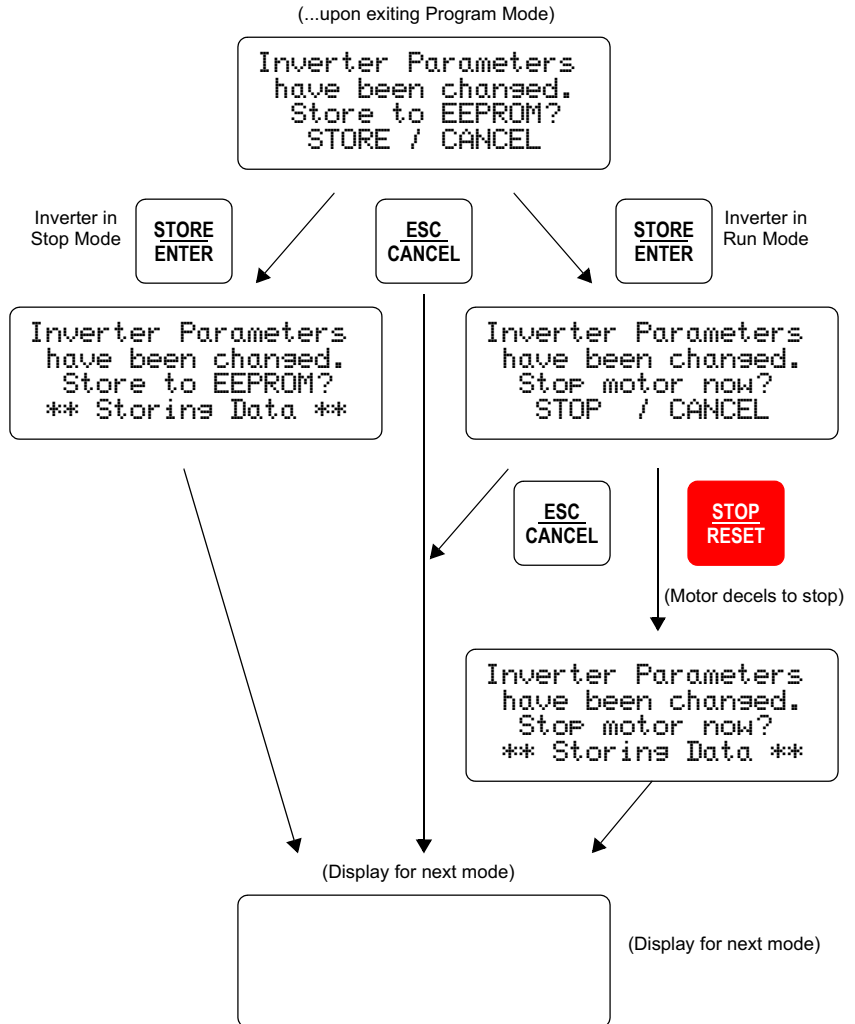 (...upon exiting Program Mode)
Inverter Parameters
have been changed.
Store to EEPROM?
STORE / CANCEL
Inverter in
Stop Mode
STORE
ENTER
ESC
CANCEL
STORE
ENTER
Inverter in
Run Mode
Inverter Parameters
have been changed.
Store to EEPROM?
** Storing Data **
Inverter Parameters
have been changed.
Stop motor now?
STOP / CANCEL
ESC
CANCEL
STOP
RESET
(Motor decels to stop)
Inverter Parameters
have been changed.
Stop motor now?
** Storing Data **
(Display for next mode)
(Display for next mode)